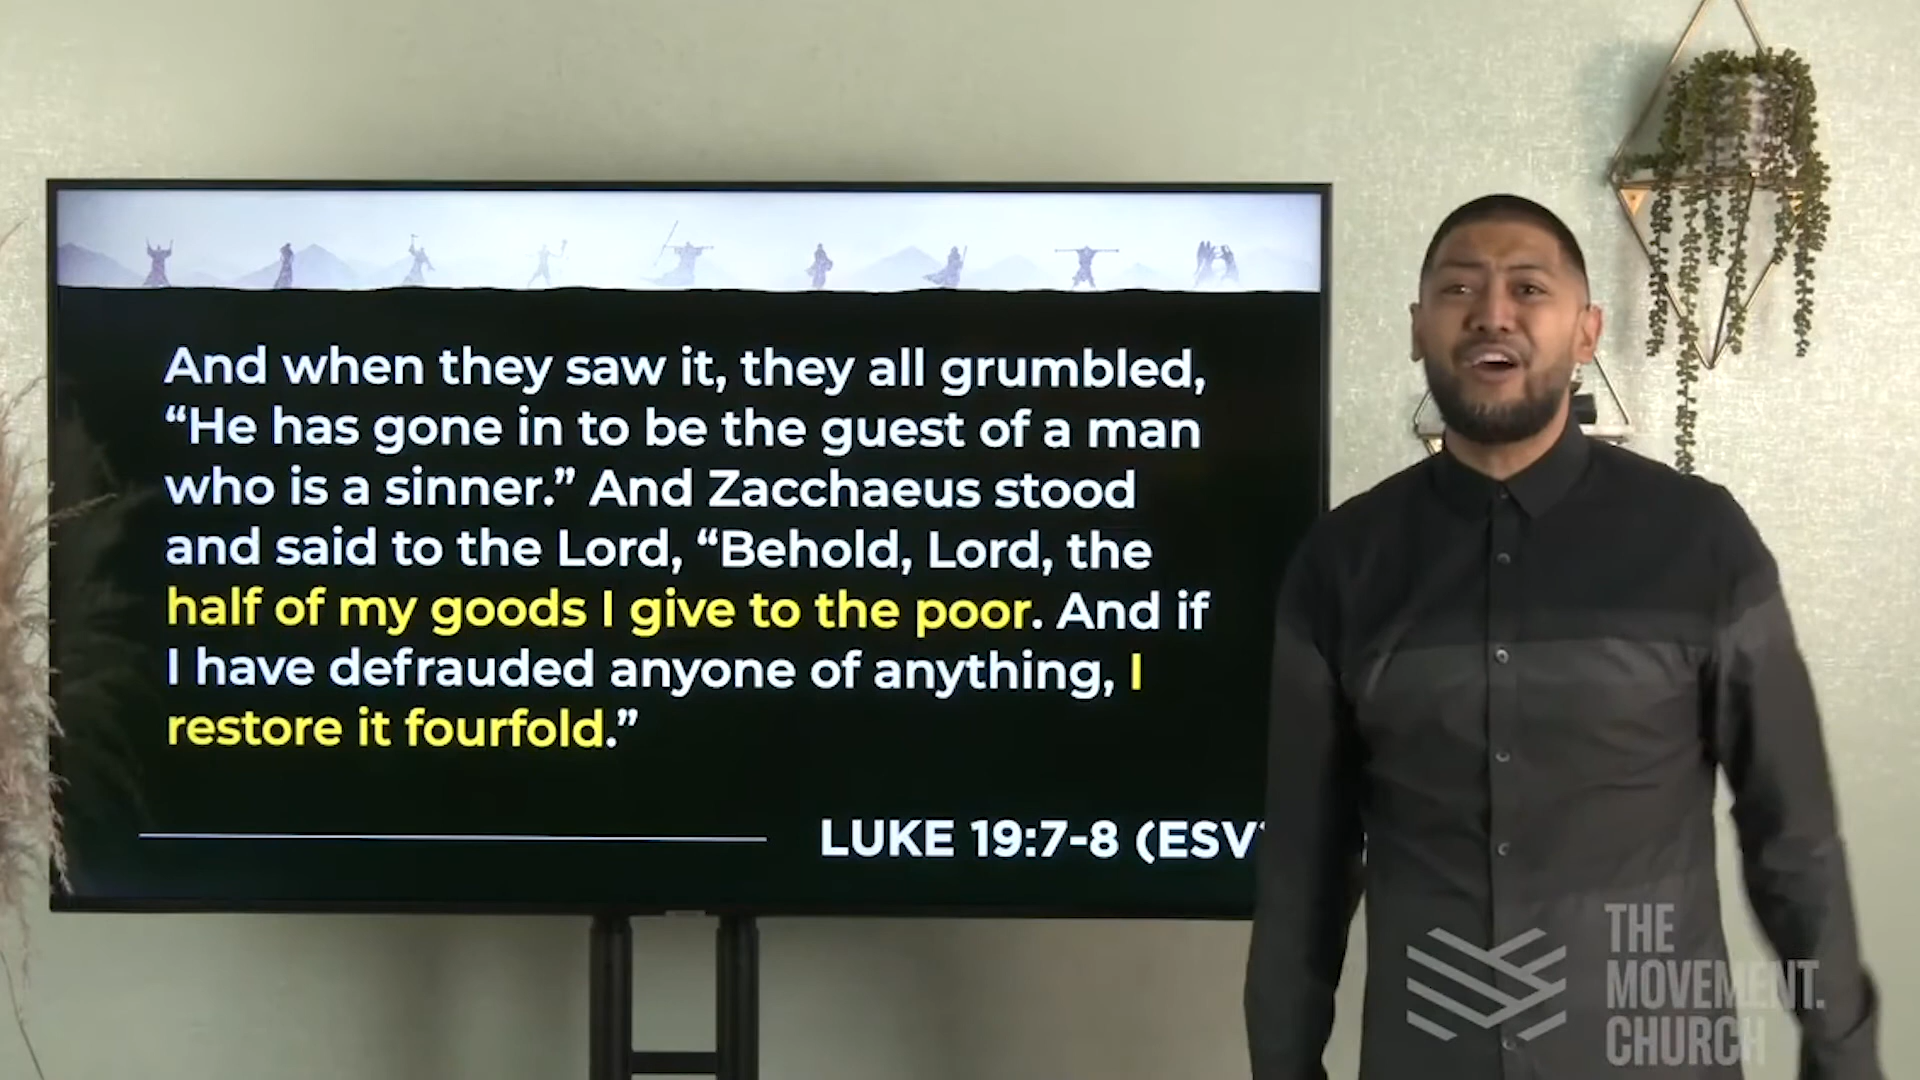 And when they saw it, they all grumbled,
“He has gone in to be the guest of a man
who is a sinner.” And Zacchaeus stood
and said to the Lord, “Behold, Lord, the
half of my goods I give to the poor. And if
I have defrauded anyone of anything, I
restore it fourfold.”
LUKE 19:7-8 (ESV
THE
MOVEMENT.
CHURCH